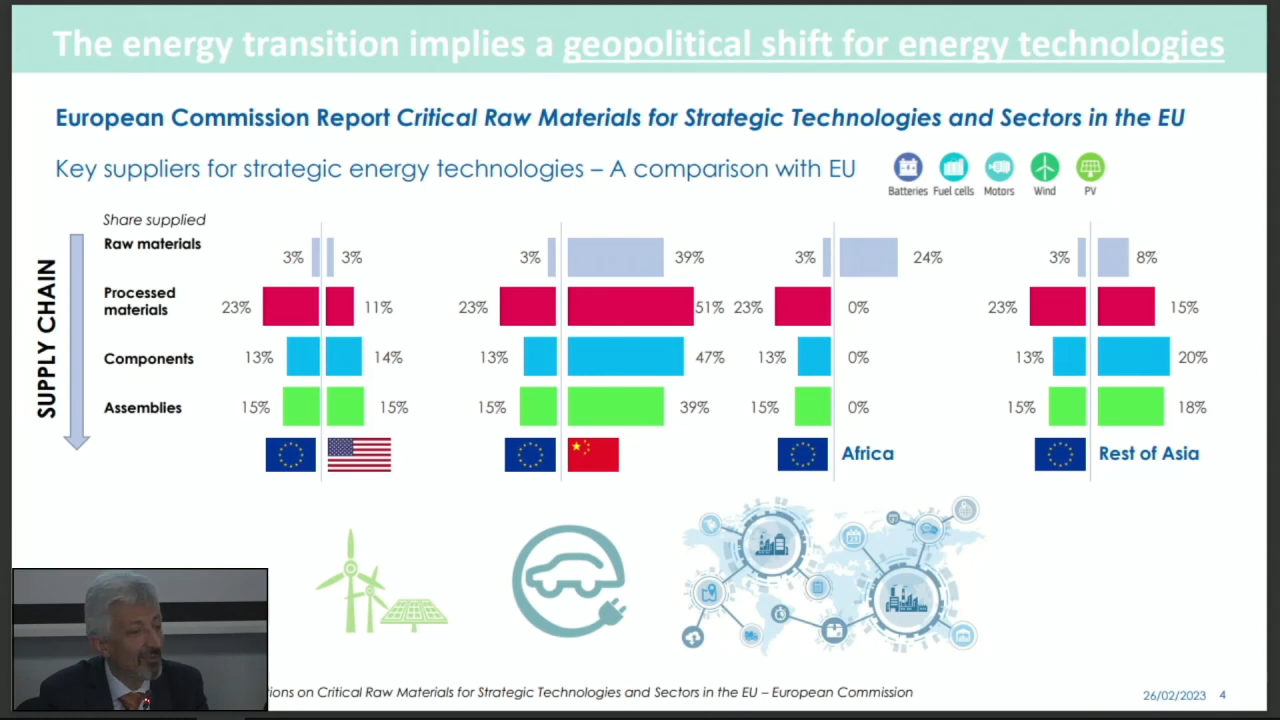 The energy transition implies a geopolitical shift for energy technologies
European Commission Report Critical Raw Materials for Strategic Technologies and Sectors in the EU
Key suppliers for strategic energy technologies – A comparison with EU
Batteries Fuel cells Motors Wind PV
Share supplied
SUPPLY CHAIN
Raw materials 3% 3% 3% 39% 3% 24% 3% 8%
Processed
materials 23% 11% 23% 51% 23% 0% 23% 15%
Components 13% 14% 13% 47% 13% 0% 13% 20%
Assemblies 15% 15% 15% 39% 15% 0% 15% 18%
Africa Rest of Asia
on Critical Raw Materials for Strategic Technologies and Sectors in the EU – European Commission
26/02/2023 4